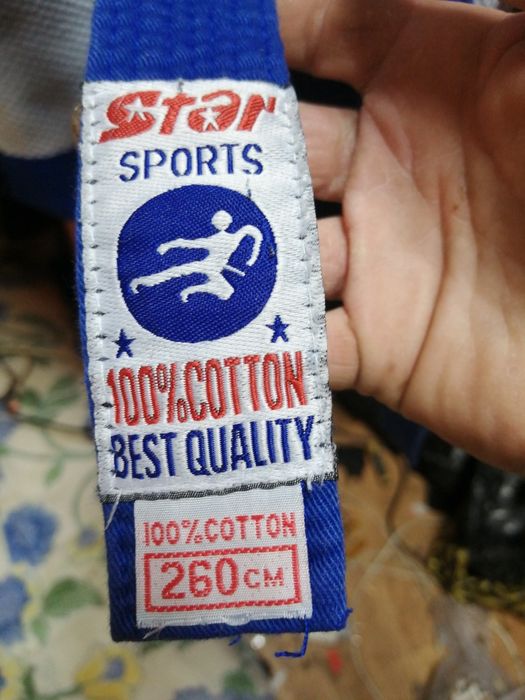 Star
SPORTS
100%COTTON
BEST QUALITY
100%COTTON
260CM